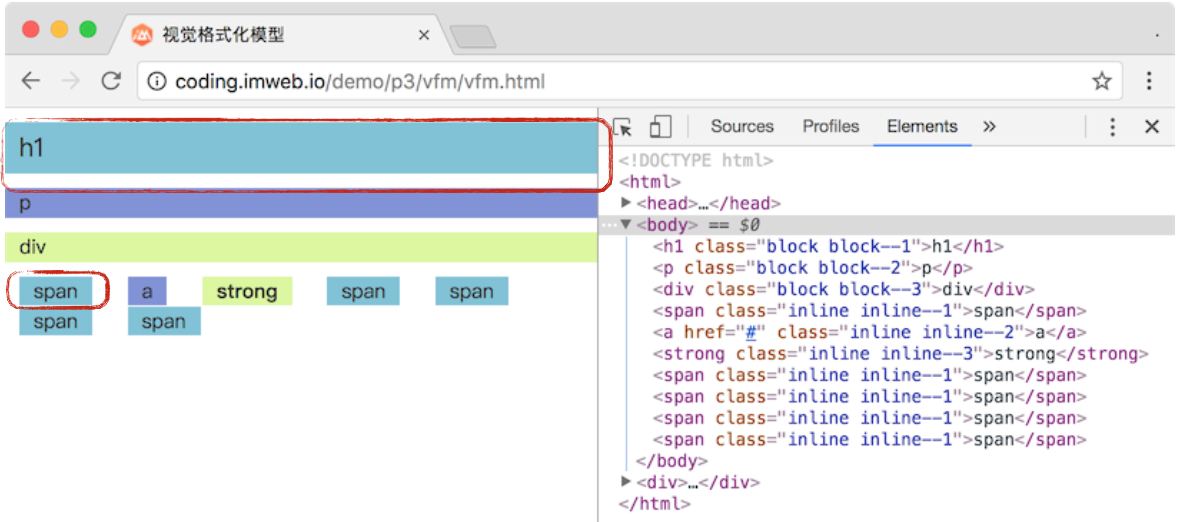 视觉格式化模型
coding.imweb.io/demo/p3/vfm/vfm.html
h1
p
div
span a strong span span
span span
Sources Profiles Elements »
<!DOCTYPE html>
<html>
<head>…</head>
<body> == $0
<h1 class="block block--1">h1</h1>
<p class="block block--2">p</p>
<div class="block block--3">div</div>
<span class="inline inline--1">span</span>
<a href="#" class="inline inline--2">a</a>
<strong class="inline inline--3">strong</strong>
<span class="inline inline--1">span</span>
<span class="inline inline--1">span</span>
<span class="inline inline--1">span</span>
<span class="inline inline--1">span</span>
</body>
<div>…</div>
</html>